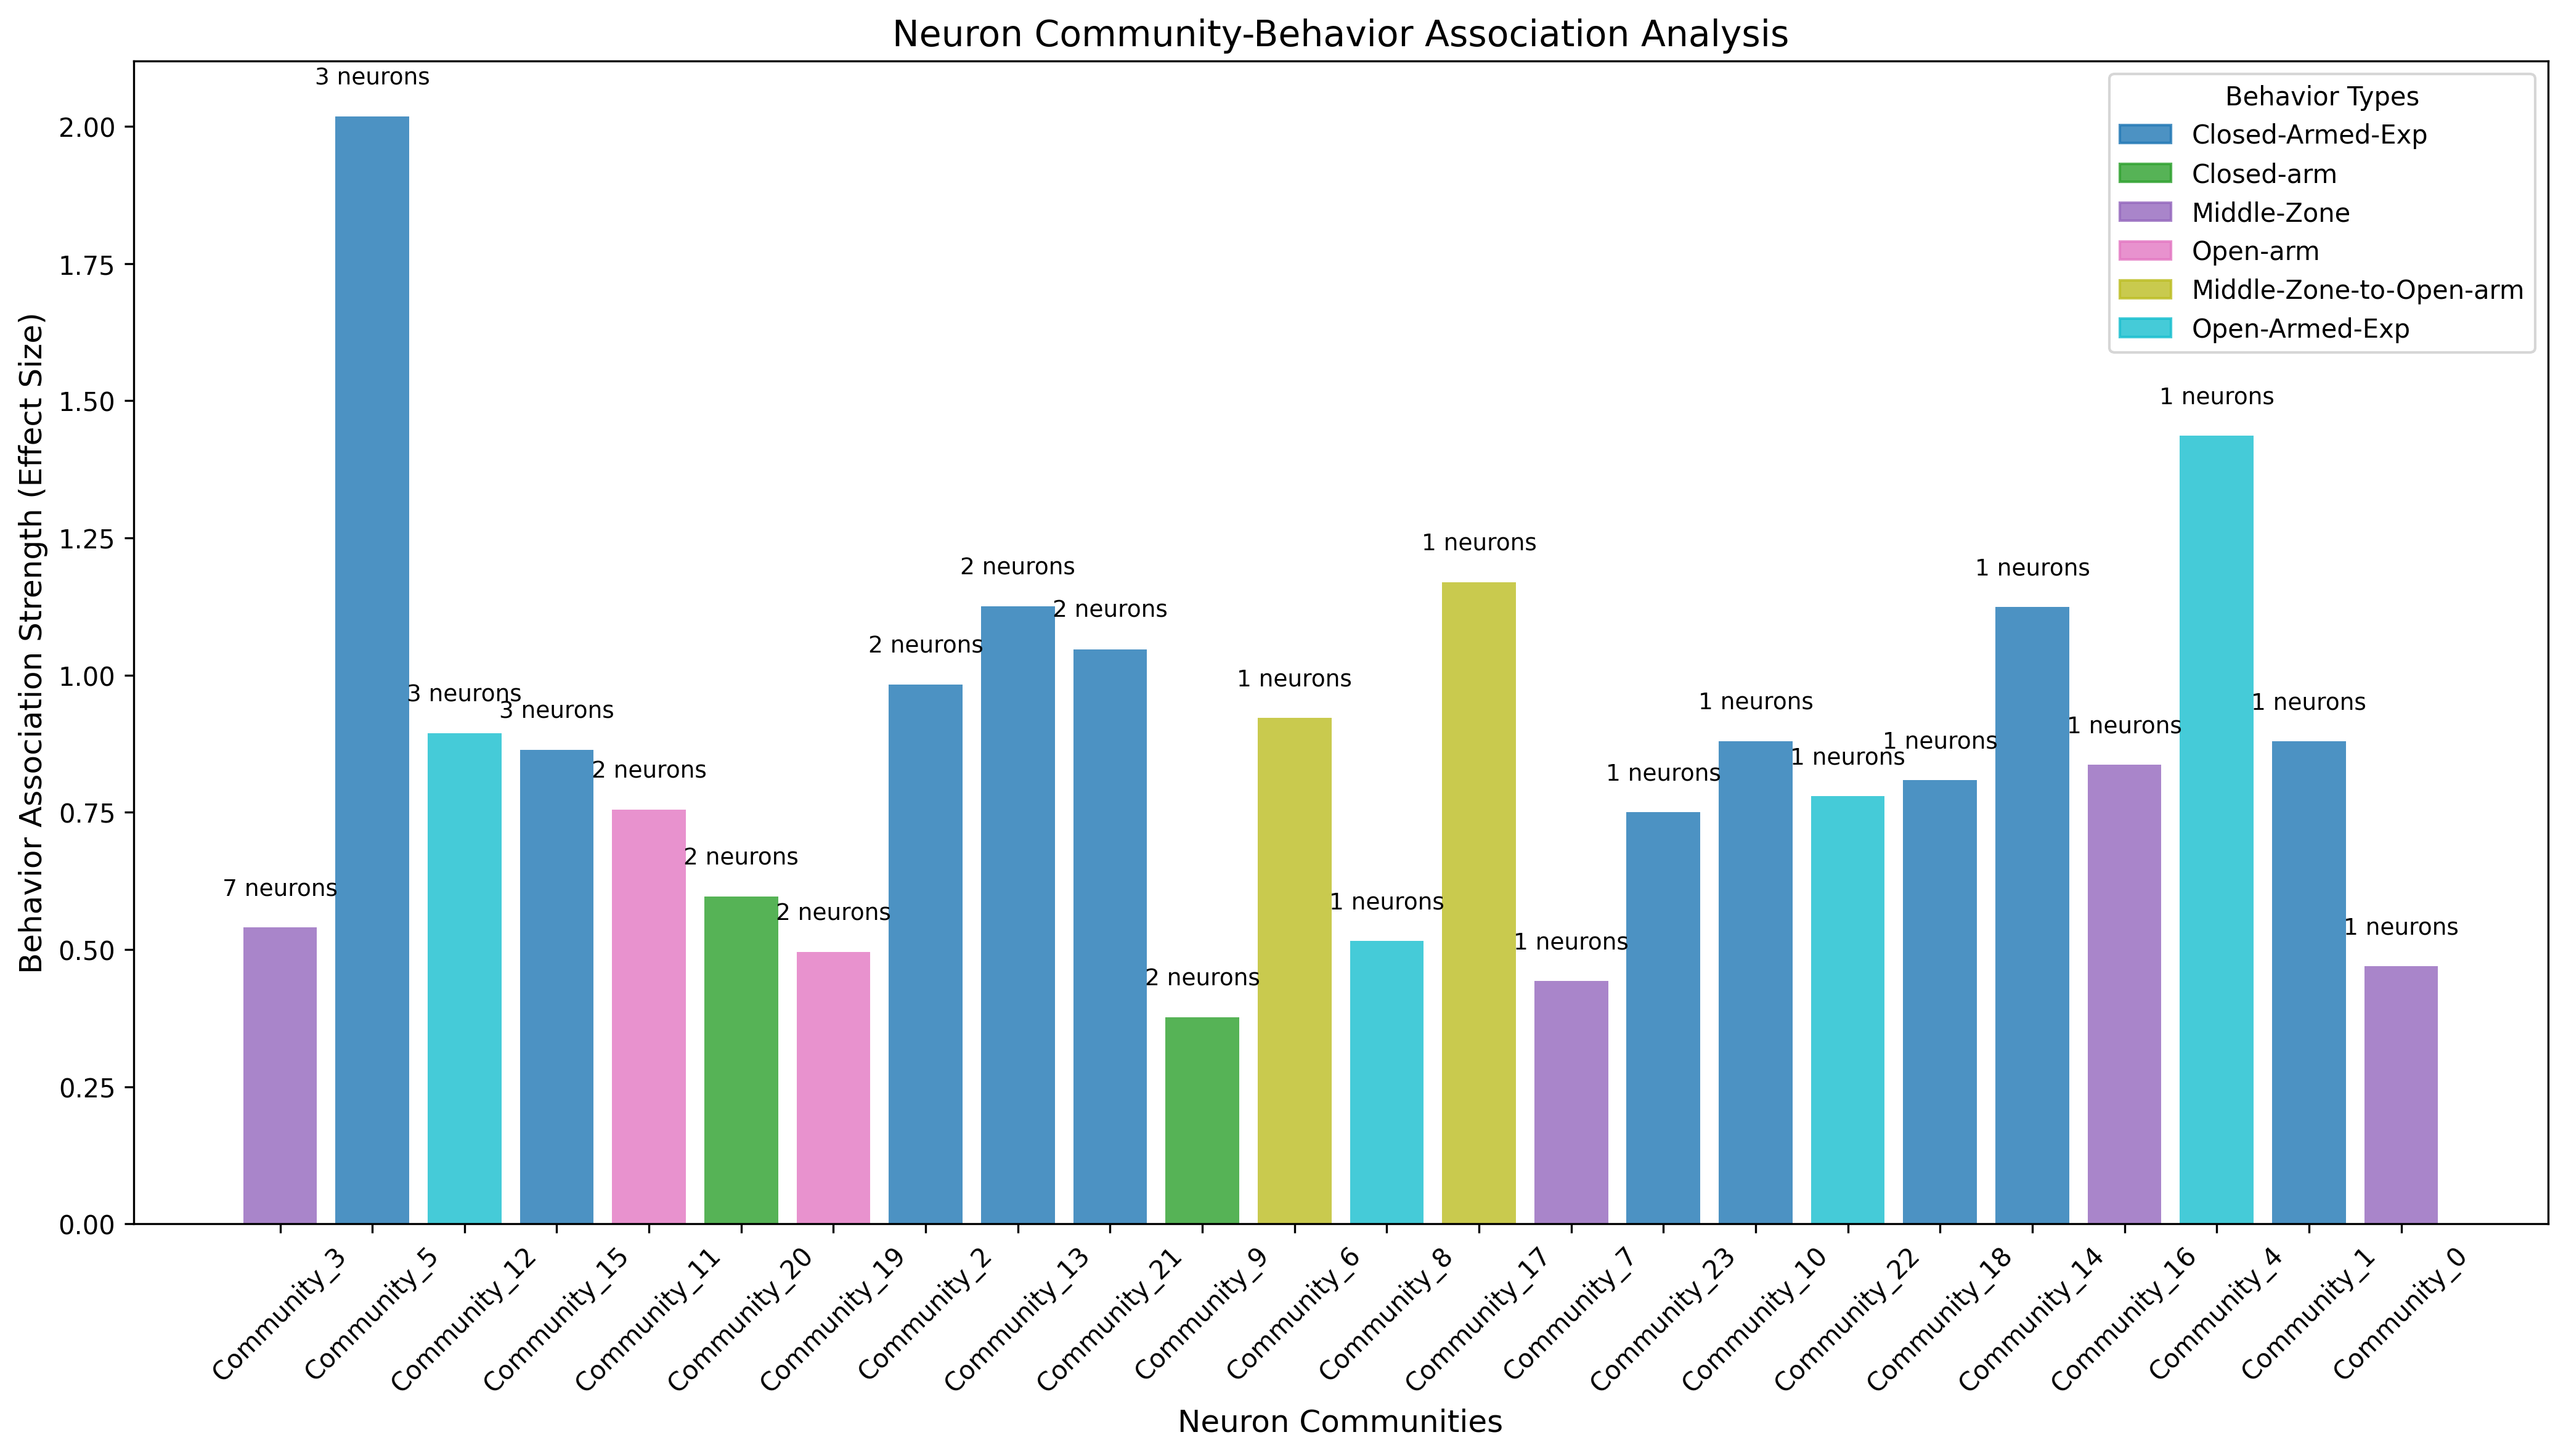 Neuron Community-Behavior Association Analysis
Behavior Association Strength (Effect Size)
2.00
1.75
1.50
1.25
1.00
0.75
0.50
0.25
0.00
Behavior Types
Closed-Armed-Exp
Closed-arm
Middle-Zone
Open-arm
Middle-Zone-to-Open-arm
Open-Armed-Exp
7 neurons
3 neurons
3 neurons
3 neurons
2 neurons
2 neurons
2 neurons
2 neurons
2 neurons
2 neurons
2 neurons
1 neurons
1 neurons
1 neurons
1 neurons
1 neurons
1 neurons
1 neurons
1 neurons
1 neurons
1 neurons
1 neurons
1 neurons
1 neurons
Community_3
Community_5
Community_12
Community_15
Community_11
Community_20
Community_19
Community_2
Community_13
Community_21
Community_9
Community_6
Community_8
Community_17
Community_7
Community_23
Community_10
Community_22
Community_18
Community_14
Community_16
Community_4
Community_1
Community_0
Neuron Communities